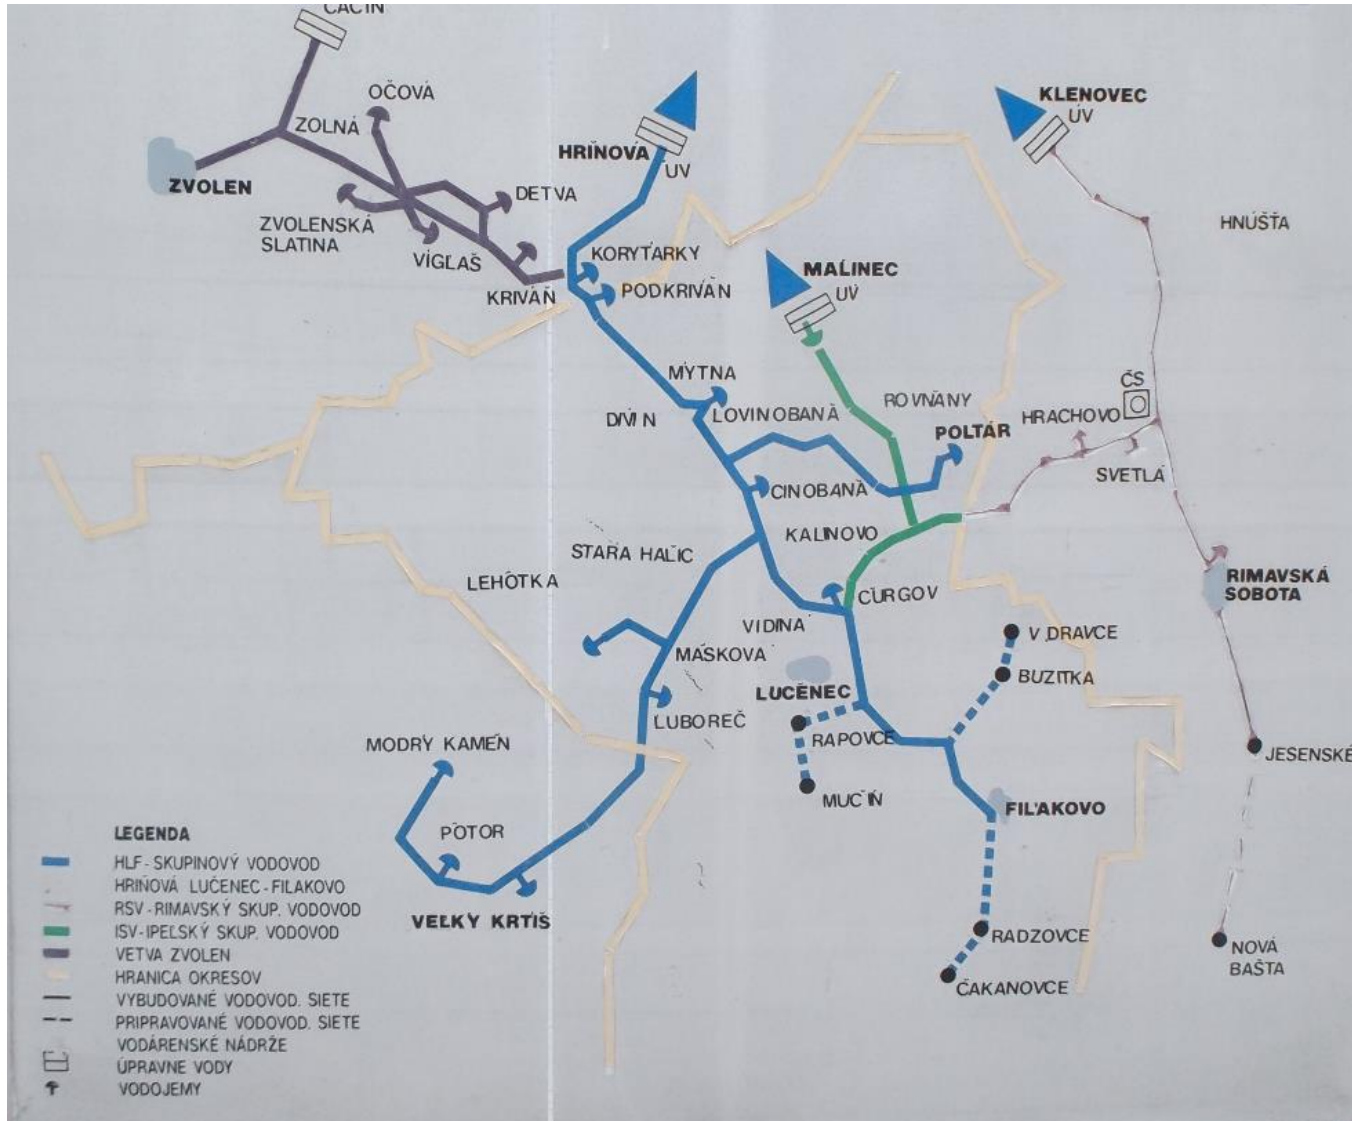 ČAČÍN
OČOVÁ
ZOLNÁ
ZVOLEN
ZVOLENSKÁ
SLATINA
VÍGĽAŠ
DETVA
KRIVÁŇ
HRIŇOVÁ
ÚV
KORYTÁRKY
PODKRIVÁŇ
KLENOVEC
ÚV
HNÚŠŤA
MALINEC
ÚV
MÝTNA
DIVÍN
LOVINOBAŇA
ROVŇANY
POLTÁR
ČS
HRACHOVO
SVETLÁ
CINOBAŇA
KALINOVO
STARÁ HALIČ
LEHÔTKA
ČURGOV
VIDINÁ
MAŠKOVÁ
RIMAVSKÁ
SOBOTA
V. DRAVCE
BUZITKA
LUČENEC
ĽUBOREČ
RAPOVCE
MUČÍŇ
MODRÝ KAMEŇ
JESENSKÉ
FIĽAKOVO
PÔTOR
VEĽKÝ KRTÍŠ
RADZOVCE
ČAKANOVCE
NOVÁ
BAŠTA
LEGENDA
HLF-SKUPINOVÝ VODOVOD
HRIŇOVÁ LUČENEC-FIĽAKOVO
RSV-RIMAVSKÝ SKUP. VODOVOD
ISV-IPEĽSKÝ SKUP. VODOVOD
VETVA ZVOLEN
HRANICA OKRESOV
VYBUDOVANÉ VODOVOD. SIETE
PRIPRAVOVANÉ VODOVOD. SIETE
VODÁRENSKÉ NÁDRŽE
ÚPRAVNE VODY
VODOJEMY